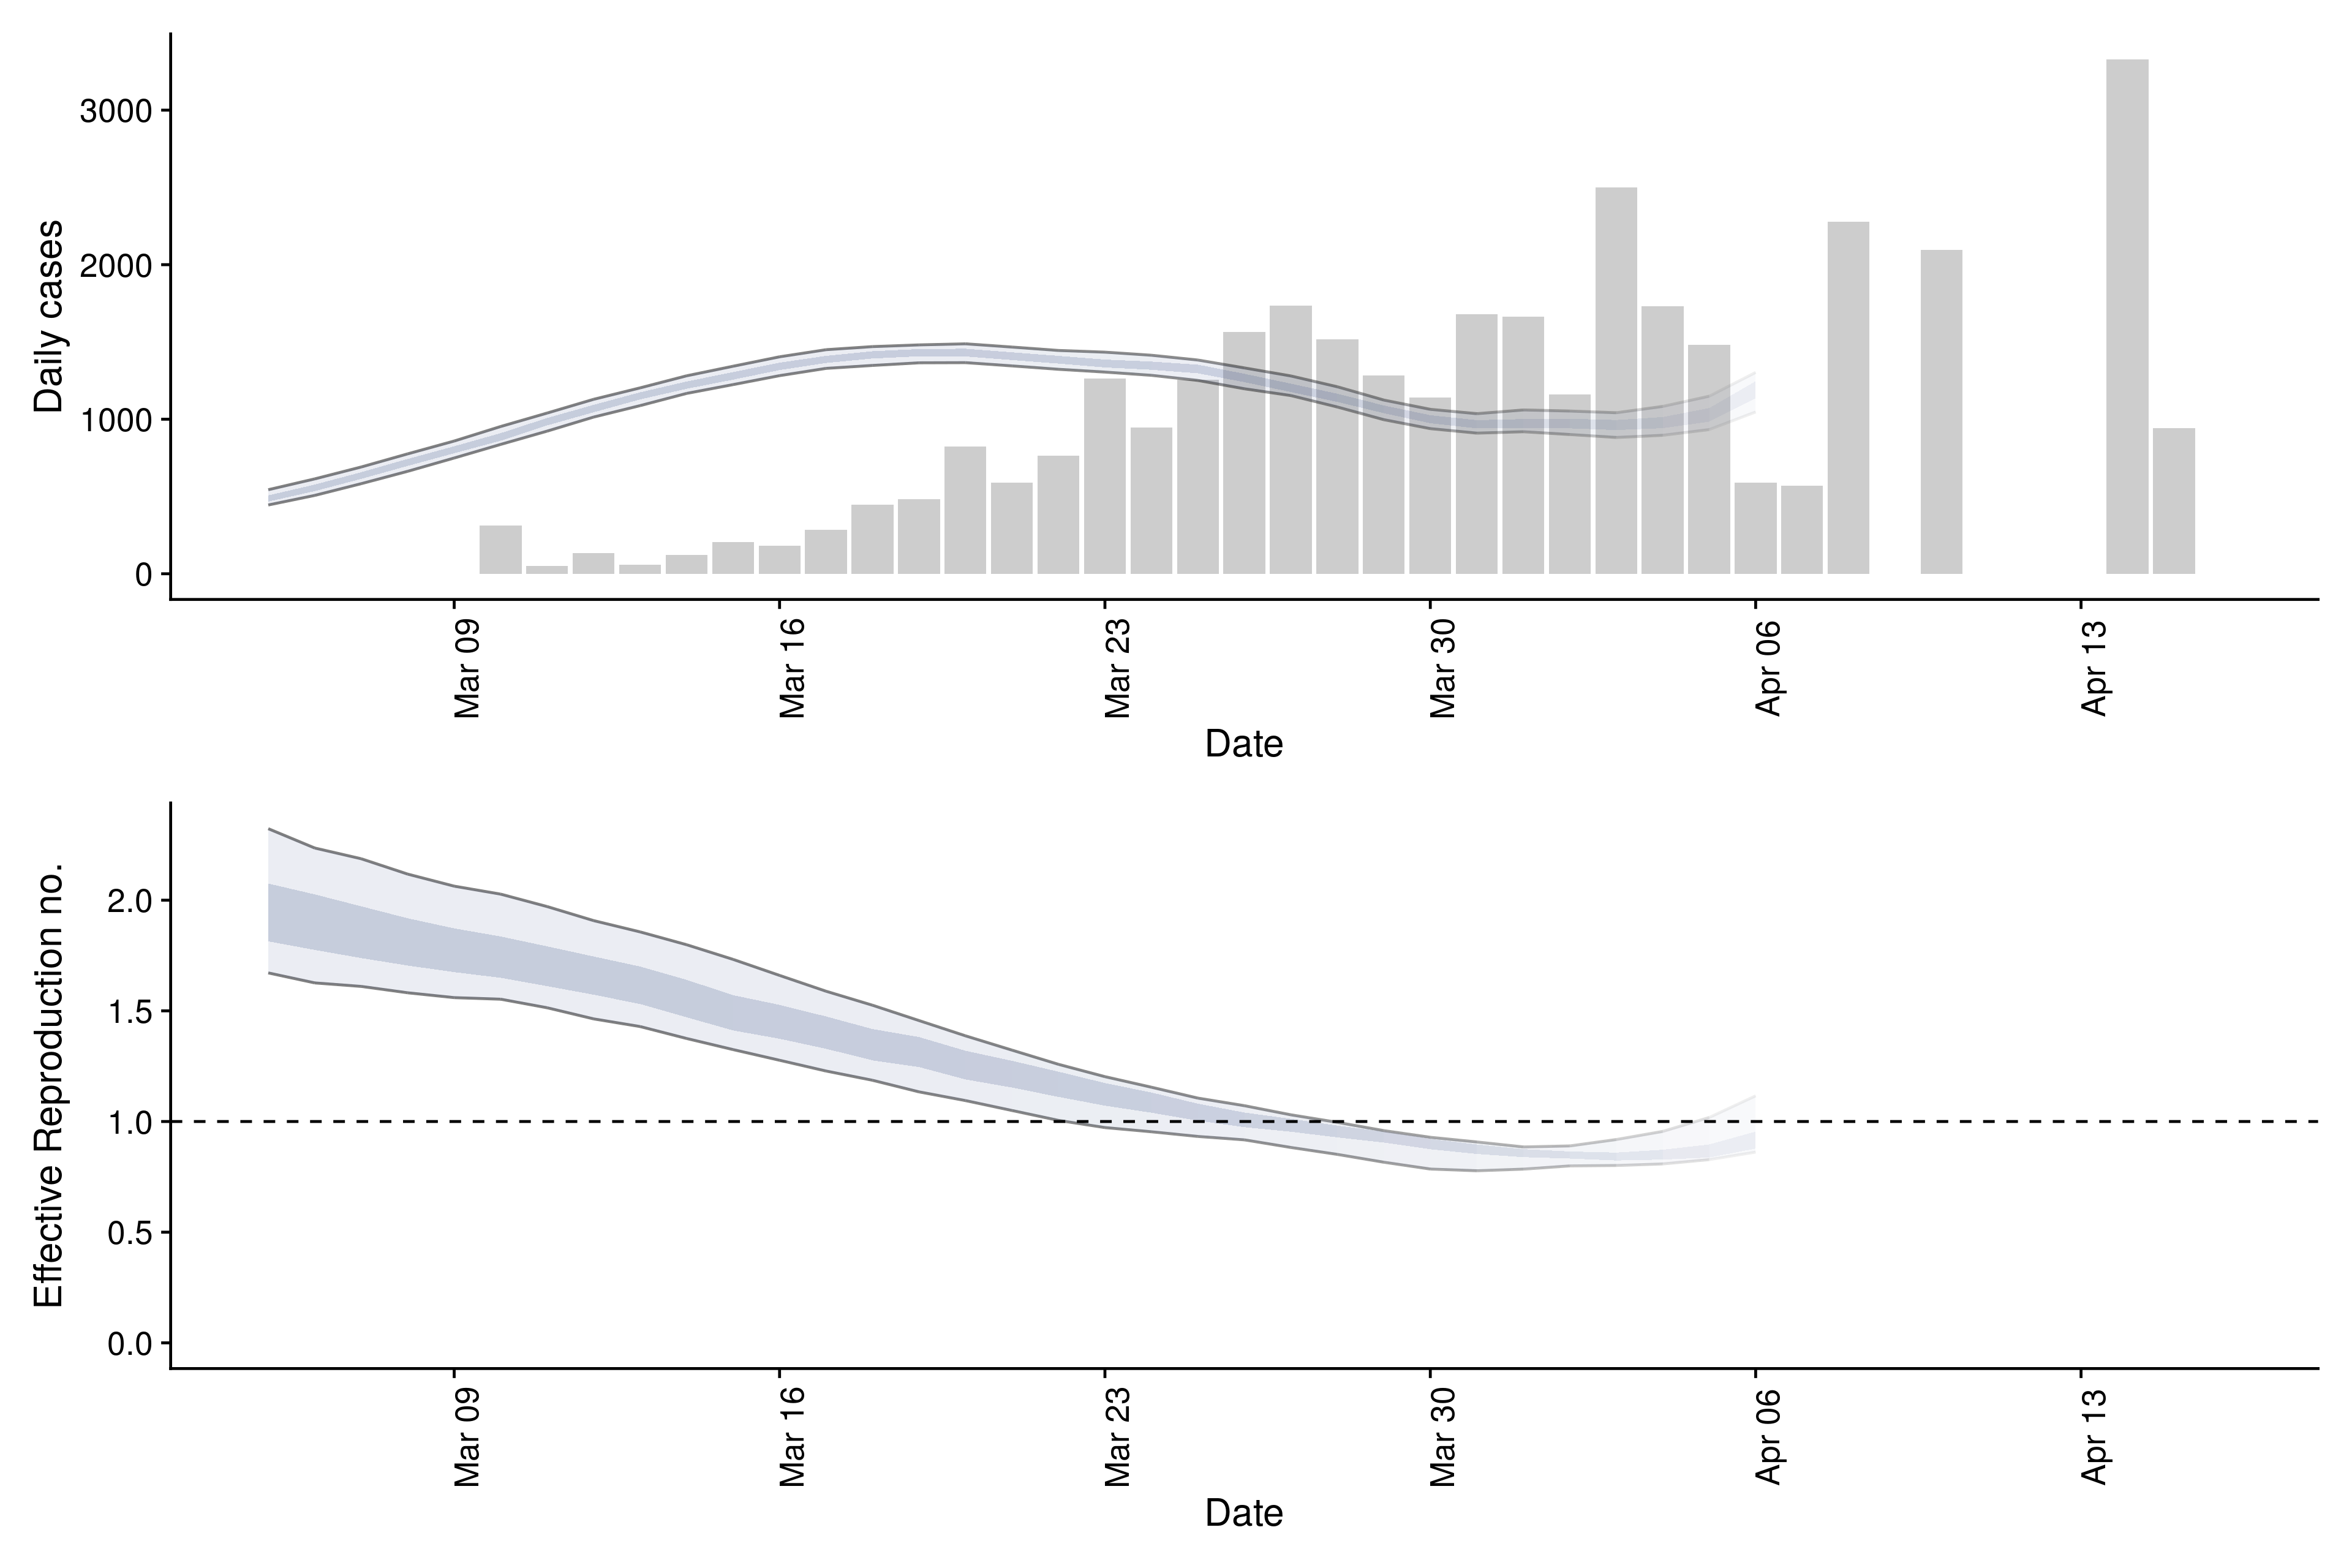 Daily cases
3000
2000
1000
0
Mar 09
Mar 16
Mar 23
Mar 30
Apr 06
Apr 13
Date
Effective Reproduction no.
2.0
1.5
1.0
0.5
0.0
Mar 09
Mar 16
Mar 23
Mar 30
Apr 06
Apr 13
Date